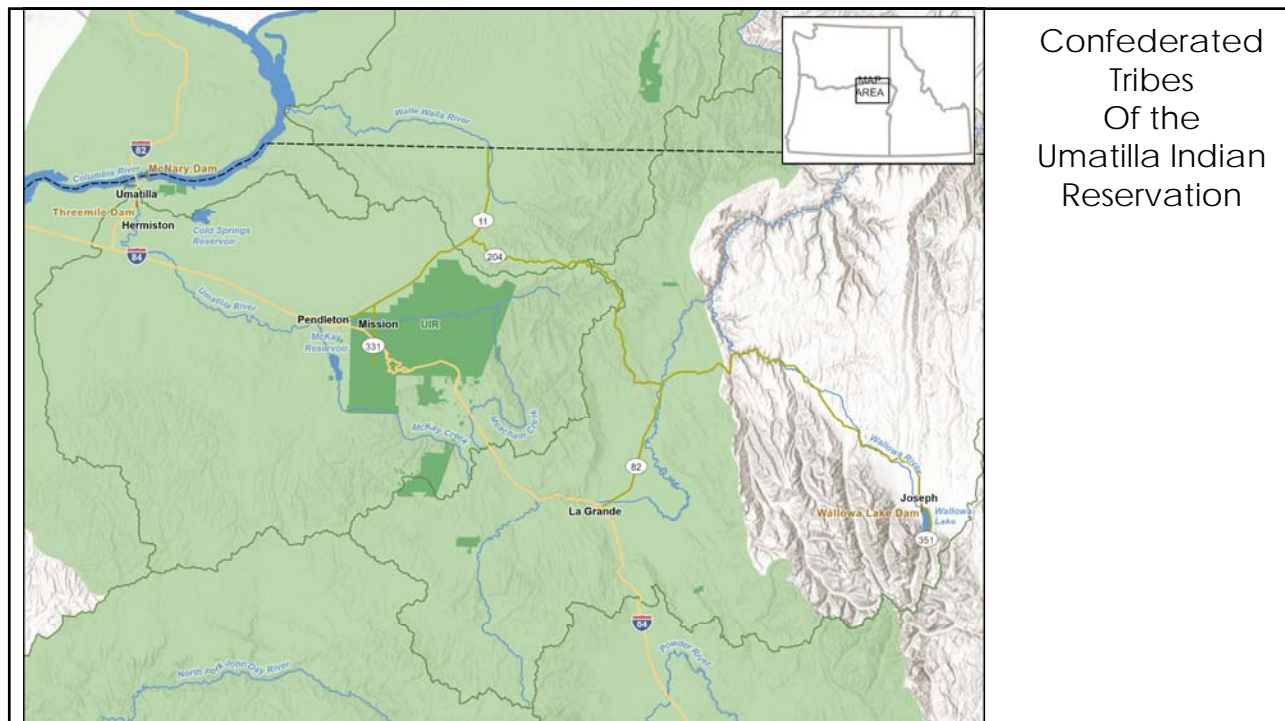 Confederated
Tribes
Of the
Umatilla Indian
Reservation
MAP
AREA
Walla Walla River
82
Columbia River
McNary Dam
Umatilla
Threemile Dam
Hermiston
Cold Springs
Reservoir
84
11
204
Umatilla River
Pendleton
Mission
UIR
McKay
Reservoir
331
McKay Creek
Meacham Creek
82
Wallowa River
La Grande
Joseph
Wallowa Lake Dam
Wallowa
Lake
351
84
Powder River
North Fork John Day River